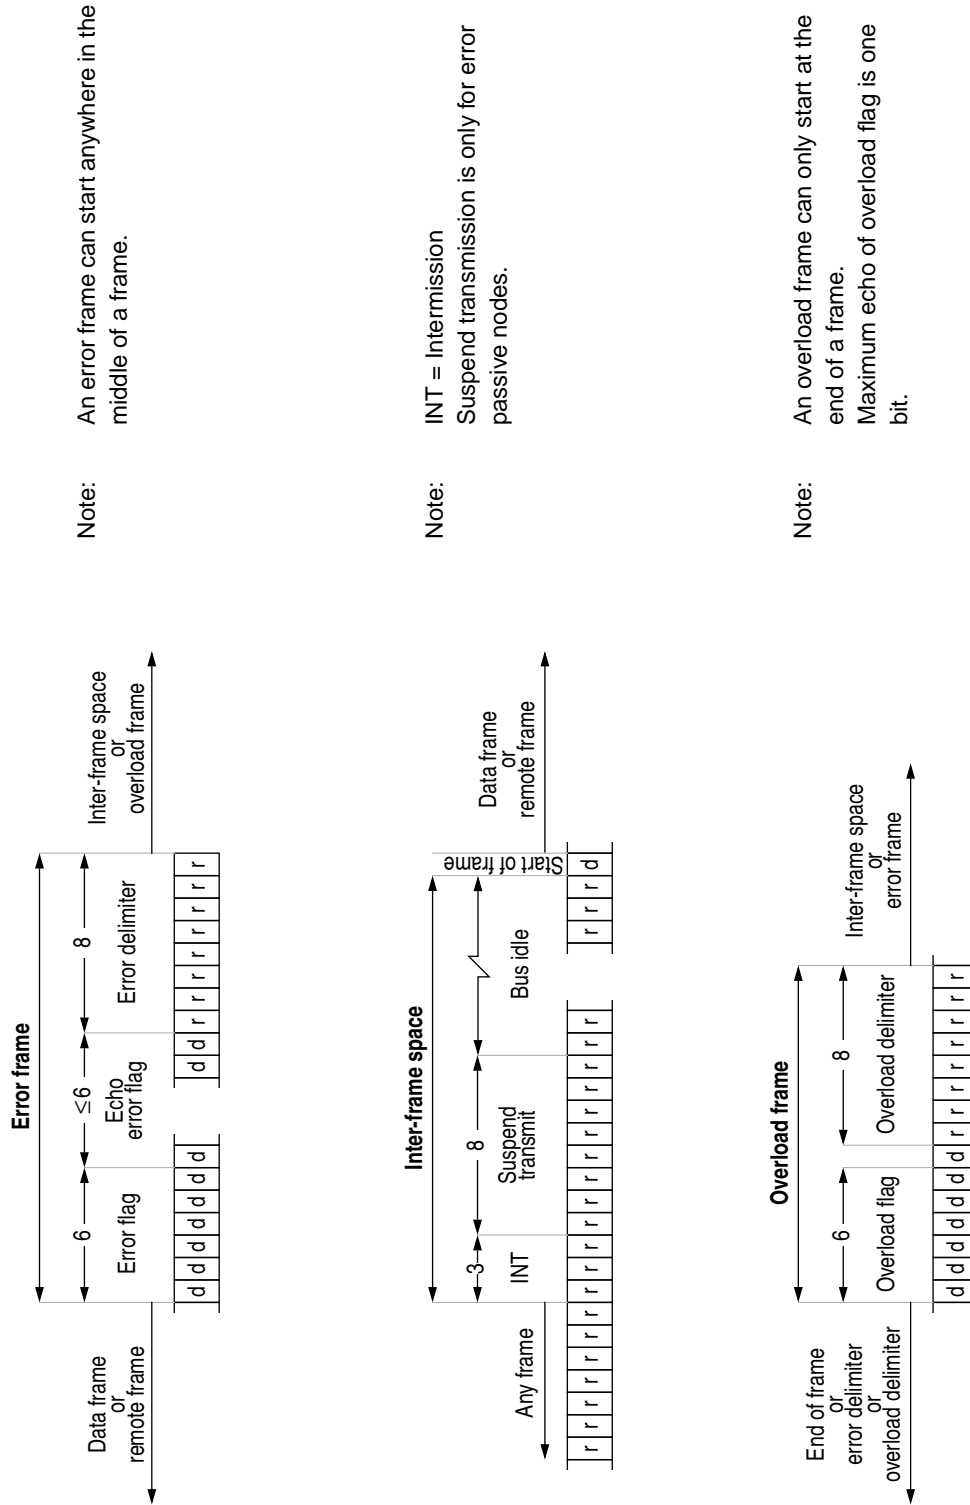 Error frame
Data frame
or
remote frame
6
≤6
8
Inter-frame space
or
overload frame
Error flag
Echo
error flag
Error delimiter
d d d d d d d d d r r r r r r r r
Note: An error frame can start anywhere in the
middle of a frame.
Inter-frame space
Any frame
3
8
Data frame
or
remote frame
INT
Suspend
transmit
Bus idle
Start of frame
r r r r r r r r r r r r r r r r r r r r r r r d
Note: INT = Intermission
Suspend transmission is only for error
passive nodes.
Overload frame
End of frame
or
error delimiter
or
overload delimiter
6
8
Inter-frame space
or
error frame
Overload flag
Overload delimiter
d d d d d d d r r r r r r r r
Note: An overload frame can only start at the
end of a frame.
Maximum echo of overload flag is one
bit.